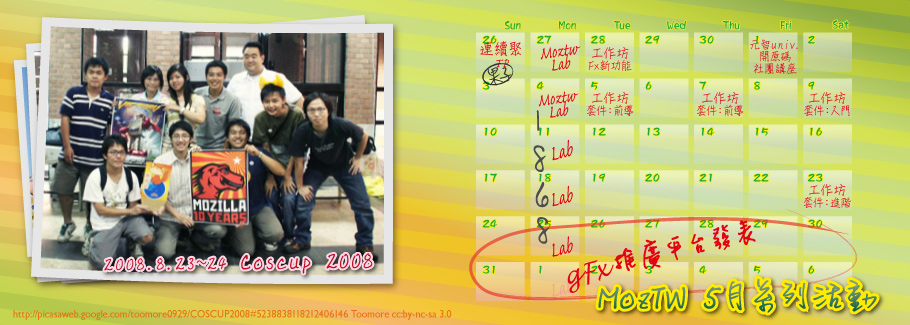 MOZILLA
10 YEARS
2008.8.23~24 Coscup 2008
http://picasaweb.google.com/toomore0929/COSCUP2008#5238838118212406146 Toomore cc:by-nc-sa 3.0
Sun Mon Tue Wed Thu Fri Sat
26 27 28 29 30 1 2
連續聚
Moztw
Lab
工作坊
Fx新功能
元智univ.
開原碼
社團講座
3 4 5 6 7 8 9
Moztw
Lab
工作坊
套件:前導
工作坊
套件:前導
工作坊
套件:入門
10 11 12 13 14 15 16
Lab
17 18 19 20 21 22 23
Lab
工作坊
套件:進階
24 25 26 27 28 29 30
Lab
1
8
6
8
gFx推廣平台發表
31 1 2 3 4 5 6
MozTW 5月系列活動